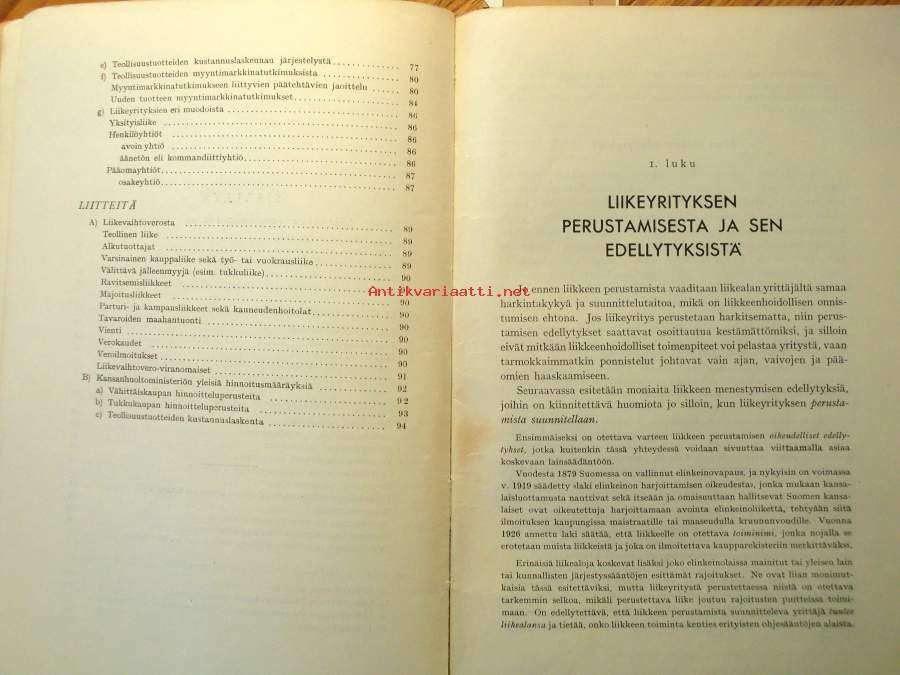 e) Teollisuustuotteiden kustannuslaskennan järjestelystä 77
f) Teollisuustuotteiden myyntimarkkinatutkimuksista 80
Myyntimarkkinatutkimukseen liittyvien päätehtävien jaoittelu 80
Uuden tuotteen myyntimarkkinatutkimukset 84
g) Liikeyrityksien eri muodoista 86
Yksityisliike 86
Henkilöyhtiöt 86
avoin yhtiö 86
äänetön eli kommandiittiyhtiö 86
Pääomayhtiöt 87
osakeyhtiö 87
LIITTEITÄ
A) Liikevaihtoverosta 89
Teollinen liike 89
Alkutuottajat 89
Varsinainen kauppaliike sekä työ- tai vuokrausliike 89
Välittävä jälleenmyyjä (esim. tukkuliike) 90
Ravitsemisliikkeet
Majoitusliikkeet 90
Parturi- ja kampausliikkeet sekä kauneudenhoitolat 90
Tavaroiden maahantuonti 90
Vienti 90
Verokaudet 90
Veroilmoitukset 90
Liikevaihtovero-viranomaiset 91
B) Kansanhuoltoministeriön yleisiä hinnoitusmääräyksiä 92
a) Vähittäiskaupan hinnoitteluperusteita 92
b) Tukkukaupan hinnoitteluperusteita 93
c) Teollisuustuotteiden kustannuslaskenta 94
Antikvariaatti.net
1. luku
LIIKEYRITYKSEN
PERUSTAMISESTA JA SEN
EDELLYTYKSISTÄ
Jo ennen liikkeen perustamista vaaditaan liikealan yrittäjältä samaa
harkintakykyä ja suunnittelutaitoa, mikä on liikkeenhoidollisen onnis-
tumisen ehtona. Jos liikeyritys perustetaan harkitsematta, niin perus-
tamisen edellytykset saattavat osoittautua kestämättömiksi, ja silloin
eivät mitkään liikkeenhoidolliset toimenpiteet voi pelastaa yritystä, vaan
tarmokkaimmatkin ponnistelut johtavat vain ajan, vaivojen ja pää-
omien haaskaamiseen.
Seuraavassa esitetään moniaita liikkeen menestymisen edellytyksiä,
joihin on kiinnitettävä huomiota jo silloin, kun liikeyrityksen perusta-
mista suunnitellaan.
Ensimmäiseksi on otettava varteen liikkeen perustamisen oikeudelliset edelly-
tykset, jotka kuitenkin tässä yhteydessä voidaan sivuuttaa viittaamalla asiaa
koskevaan lainsäädäntöön.
Vuodesta 1879 Suomessa on vallinnut elinkeinovapaus, ja nykyisin on voimassa
v. 1919 säädetty »laki elinkeinon harjoittamisen oikeudesta», jonka mukaan kansa-
laisluottamusta nauttivat sekä itseään ja omaisuuttaan hallitsevat Suomen kansa-
laiset ovat oikeutettuja harjoittamaan avointa elinkeinoliikettä, tehtyään siitä
ilmoituksen kaupungissa maistraatille tai maaseudulla kruununvoudille. Vuonna
1926 annettu laki säätää, että liikkeelle on otettava toiminimi, jonka nojalla se
erotetaan muista liikkeistä ja joka on ilmoitettava kaupparekisteriin merkittäväksi.
Erinäisiä liikealoja koskevat lisäksi joko elinkeinolaissa mainitut tai yleisen lain
tai kunnallisten järjestyssääntöjen esittämät rajoitukset. Ne ovat liian monimut-
kaisia tässä esitettäviksi, mutta liikeyritystä perustettaessa niistä on otettava
tarkemmin selkoa, mikäli perustettava liike joutuu rajoitusten puitteissa toimi-
maan. On edellytettävä, että liikkeen perustamista suunnitteleva yrittäjä tuntee
liikealansa ja tietää, onko liikkeen toiminta kenties erityisten ohjesääntöjen alaista.